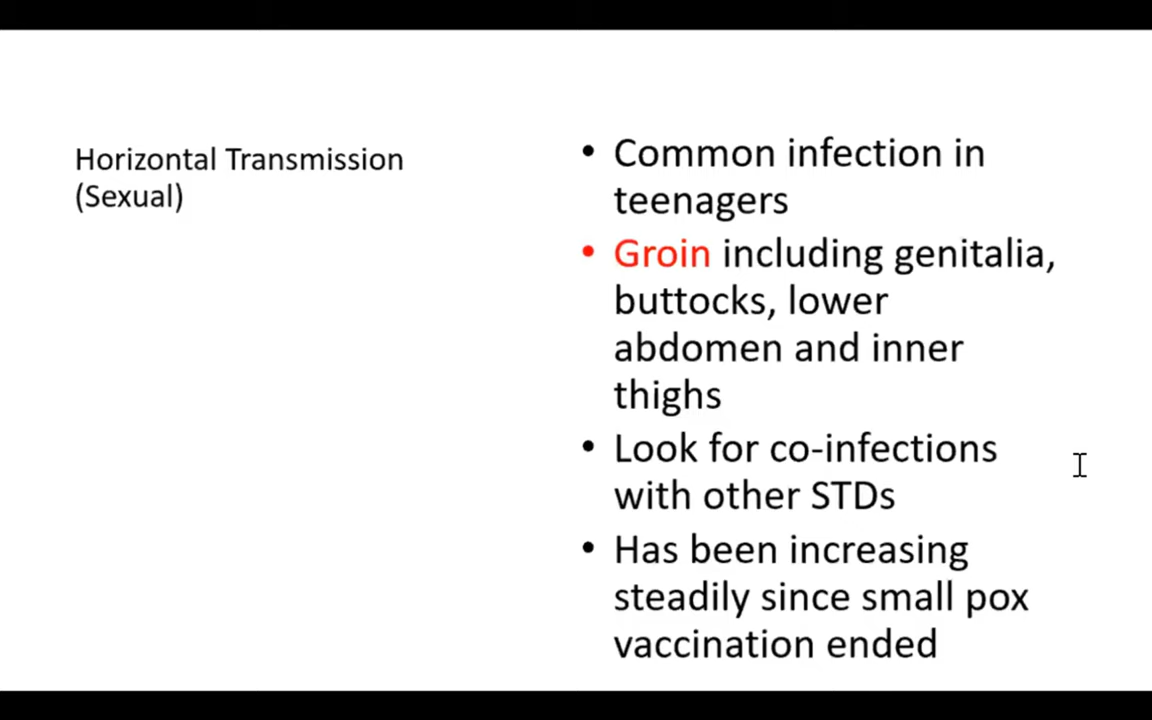 Horizontal Transmission
(Sexual)
• Common infection in
teenagers
• Groin including genitalia,
buttocks, lower
abdomen and inner
thighs
• Look for co-infections
with other STDs
• Has been increasing
steadily since small pox
vaccination ended